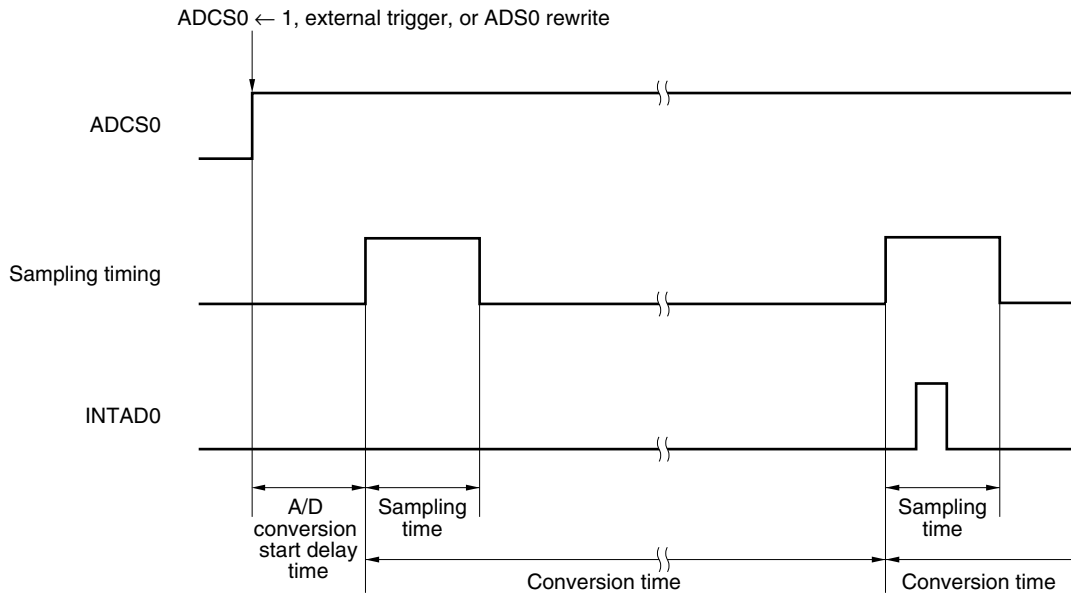 ADCS0 ← 1, external trigger, or ADS0 rewrite
ADCS0
Sampling timing
INTAD0
A/D
conversion
start delay
time
Sampling
time
Sampling
time
Conversion time
Conversion time